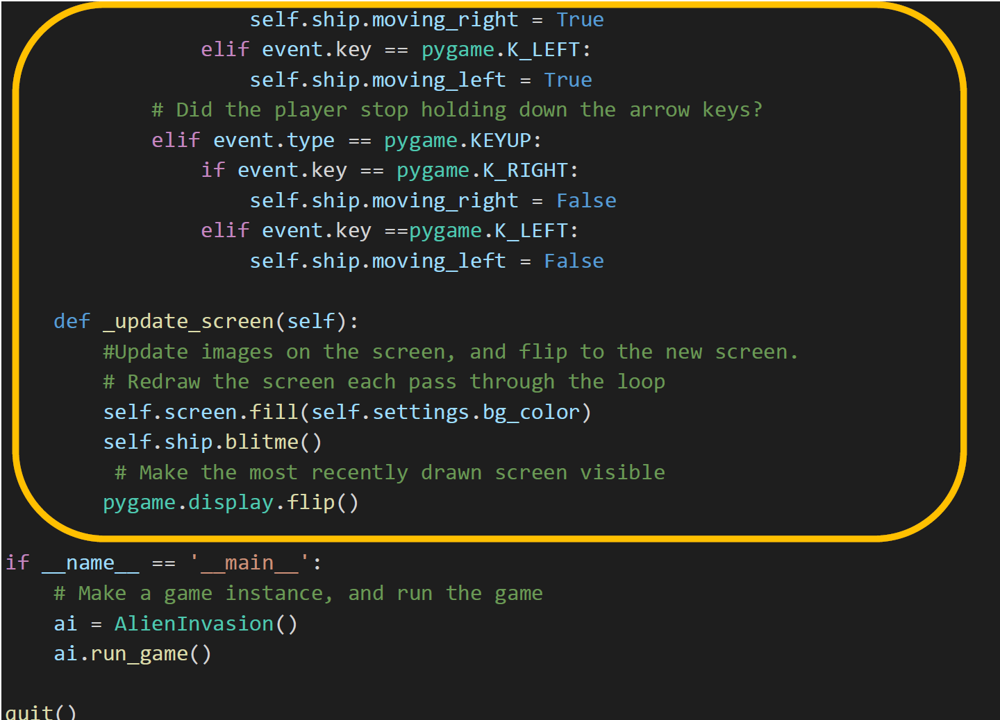 self.ship.moving_right = True
elif event.key == pygame.K_LEFT:
self.ship.moving_left = True
# Did the player stop holding down the arrow keys?
elif event.type == pygame.KEYUP:
if event.key == pygame.K_RIGHT:
self.ship.moving_right = False
elif event.key ==pygame.K_LEFT:
self.ship.moving_left = False
def _update_screen(self):
#Update images on the screen, and flip to the new screen.
# Redraw the screen each pass through the loop
self.screen.fill(self.settings.bg_color)
self.ship.blitme()
# Make the most recently drawn screen visible
pygame.display.flip()
if __name__ == '__main__':
# Make a game instance, and run the game
ai = AlienInvasion()
ai.run_game()
quit()